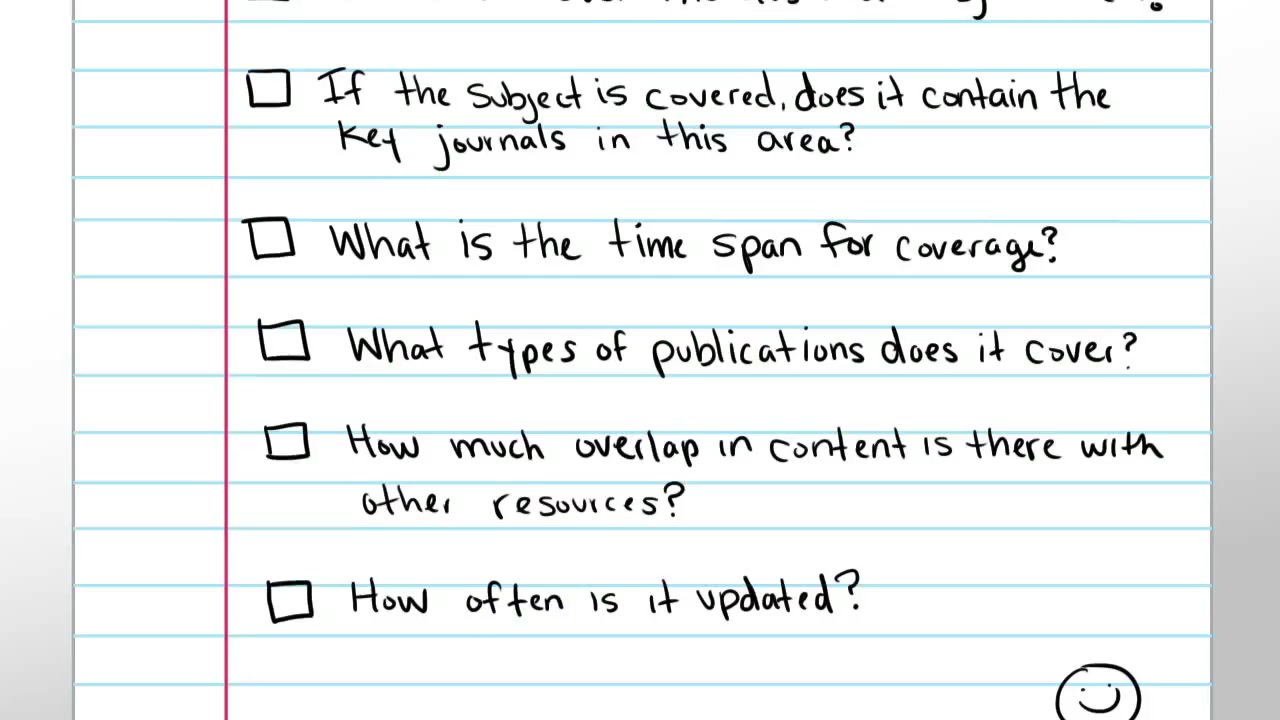 If the subject is covered, does it contain the
key journals in this area?
What is the time span for coverage?
What types of publications does it cover?
How much overlap in content is there with
other resources?
How often is it updated?